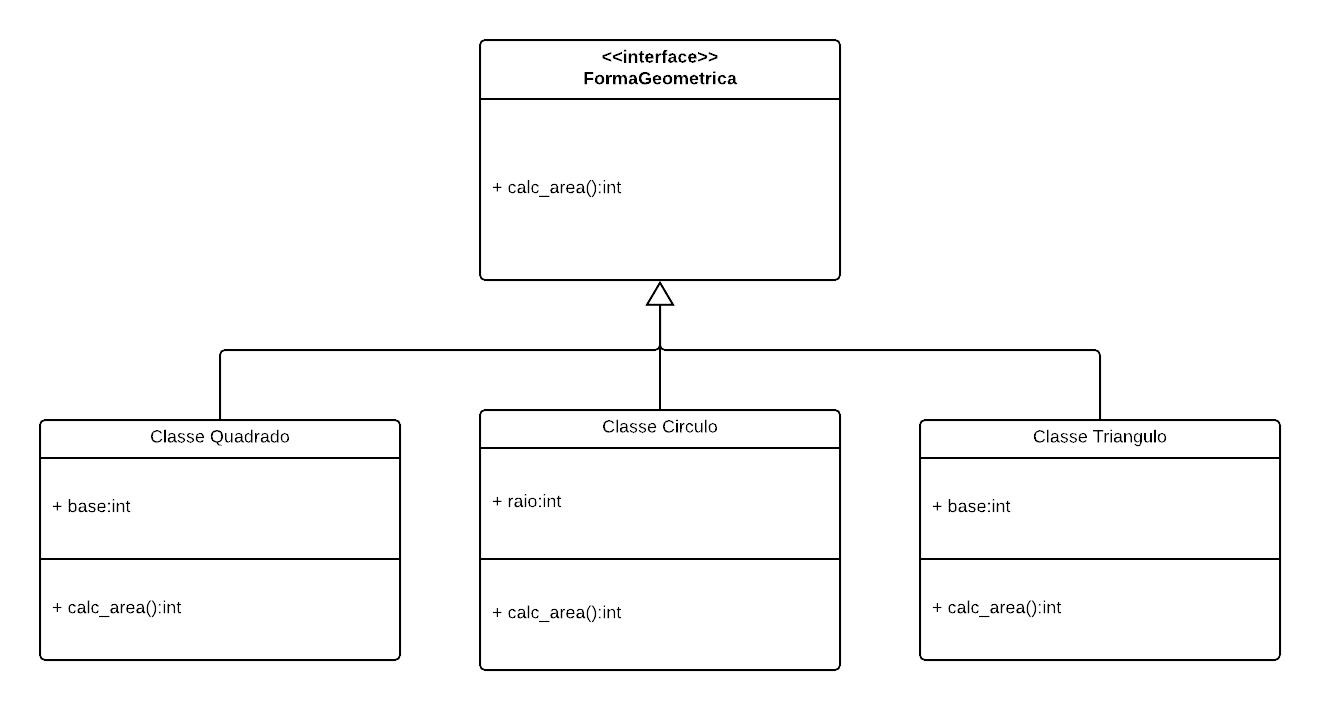 <<interface>>
FormaGeometrica
+ calc_area():int
Classe Quadrado
+ base:int
+ calc_area():int
Classe Circulo
+ raio:int
+ calc_area():int
Classe Triangulo
+ base:int
+ calc_area():int